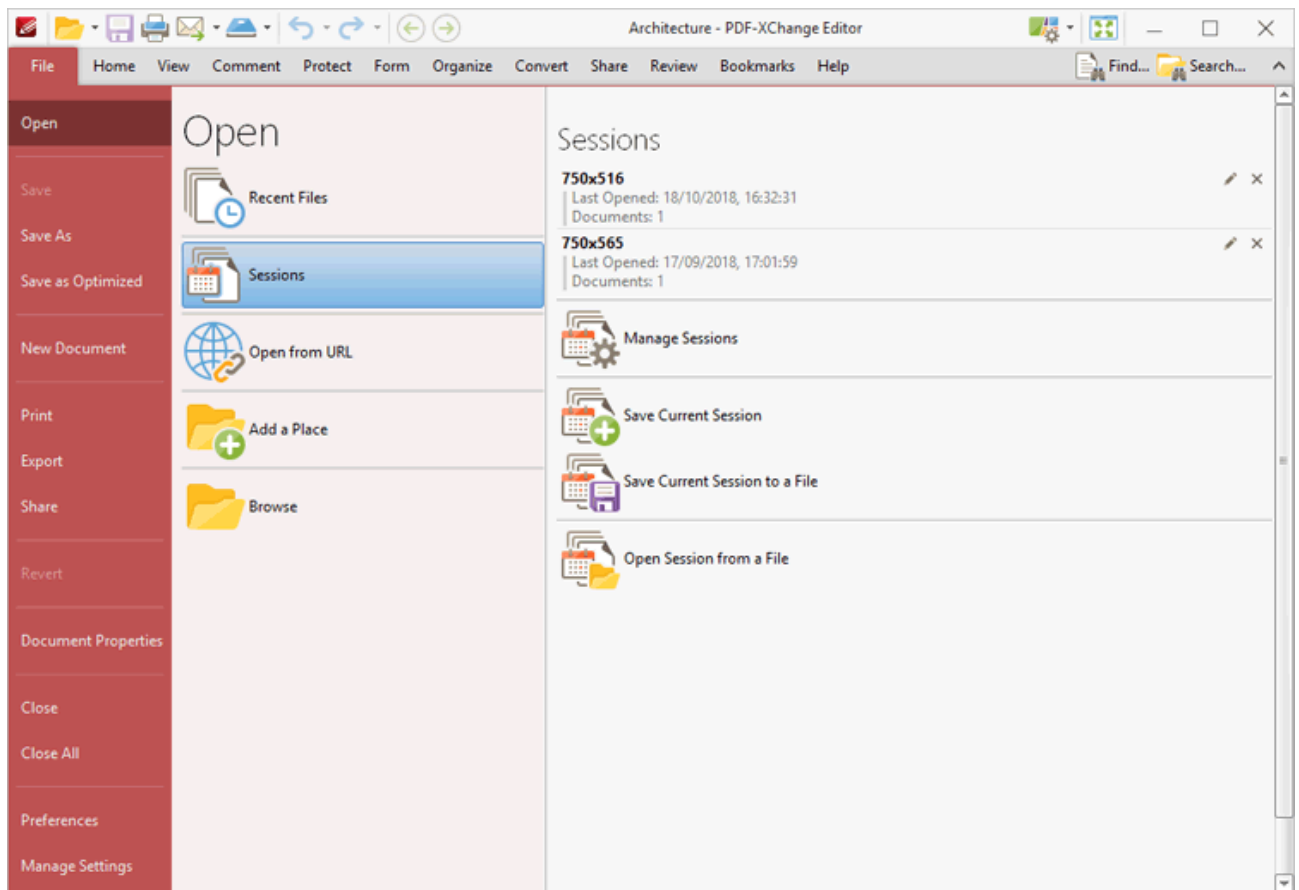 Architecture - PDF-XChange Editor
File Home View Comment Protect Form Organize Convert Share Review Bookmarks Help Find... Search...
Open
Save
Save As
Save as Optimized
New Document
Print
Export
Share
Revert
Document Properties
Close
Close All
Preferences
Manage Settings
Open
Recent Files
Sessions
Open from URL
Add a Place
Browse
Sessions
750x516
Last Opened: 18/10/2018, 16:32:31
Documents: 1
750x565
Last Opened: 17/09/2018, 17:01:59
Documents: 1
Manage Sessions
Save Current Session
Save Current Session to a File
Open Session from a File